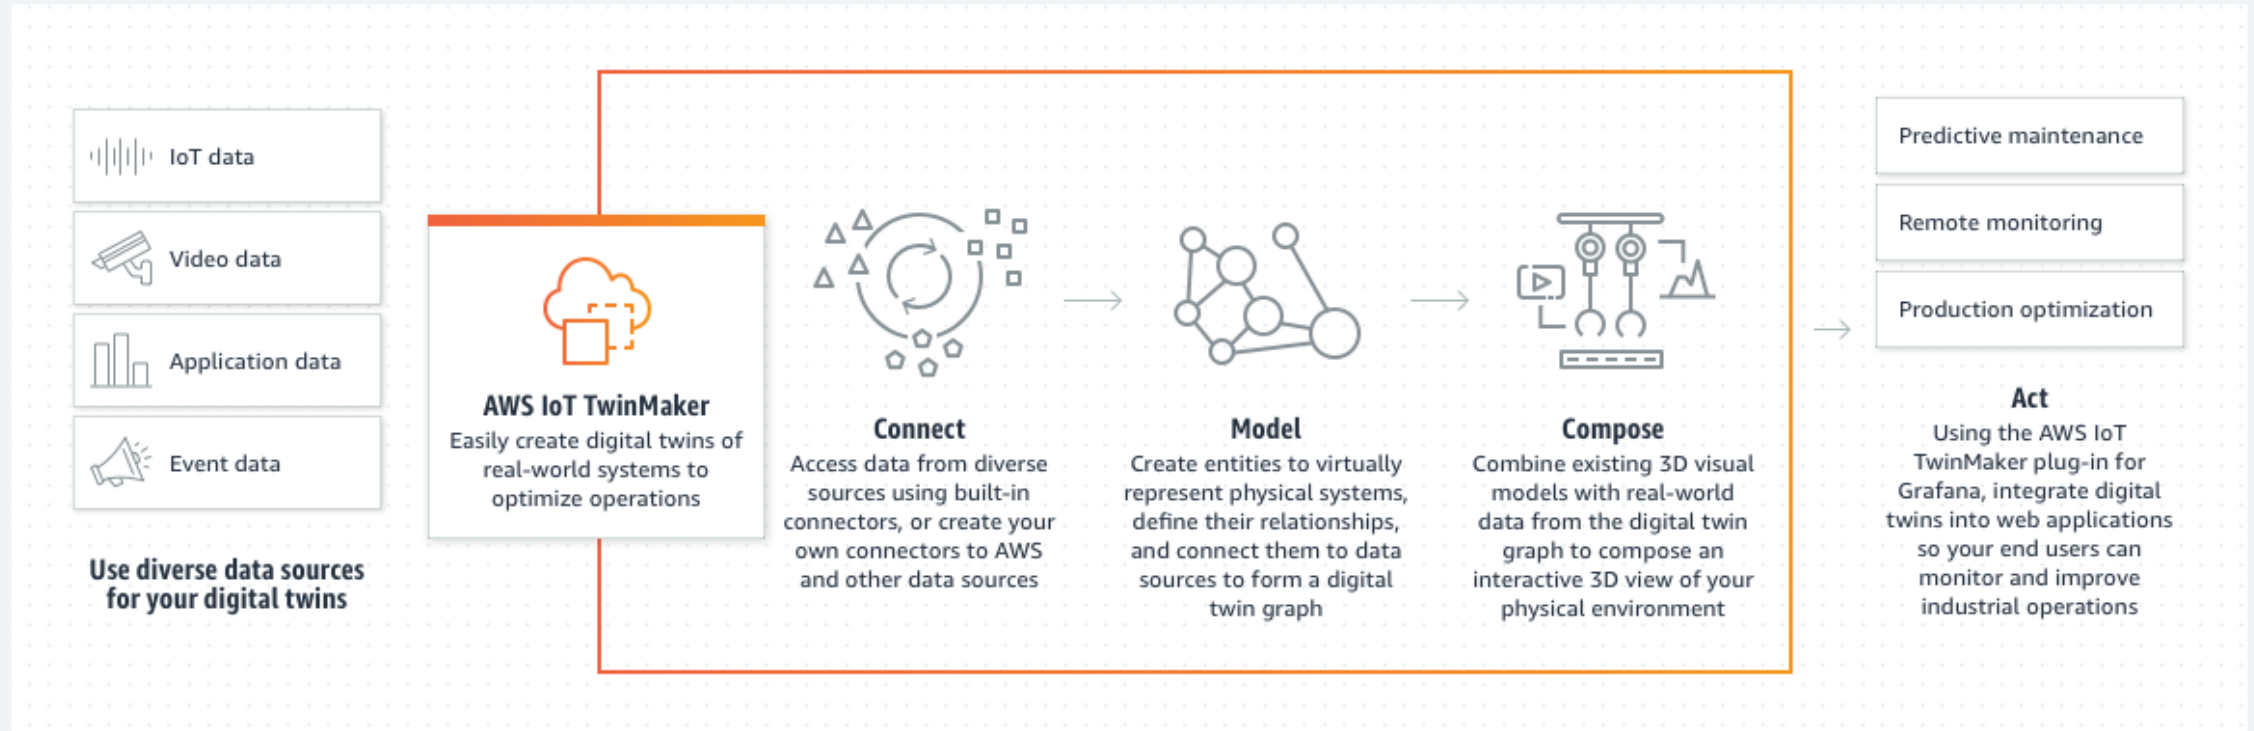 IoT data
Video data
Application data
Event data
Use diverse data sources
for your digital twins
AWS IoT TwinMaker
Easily create digital twins of
real-world systems to
optimize operations
Connect
Access data from diverse
sources using built-in
connectors, or create your
own connectors to AWS
and other data sources
Model
Create entities to virtually
represent physical systems,
define their relationships,
and connect them to data
sources to form a digital
twin graph
Compose
Combine existing 3D visual
models with real-world
data from the digital twin
graph to compose an
interactive 3D view of your
physical environment
Predictive maintenance
Remote monitoring
Production optimization
Act
Using the AWS IoT
TwinMaker plug-in for
Grafana, integrate digital
twins into web applications
so your end users can
monitor and improve
industrial operations